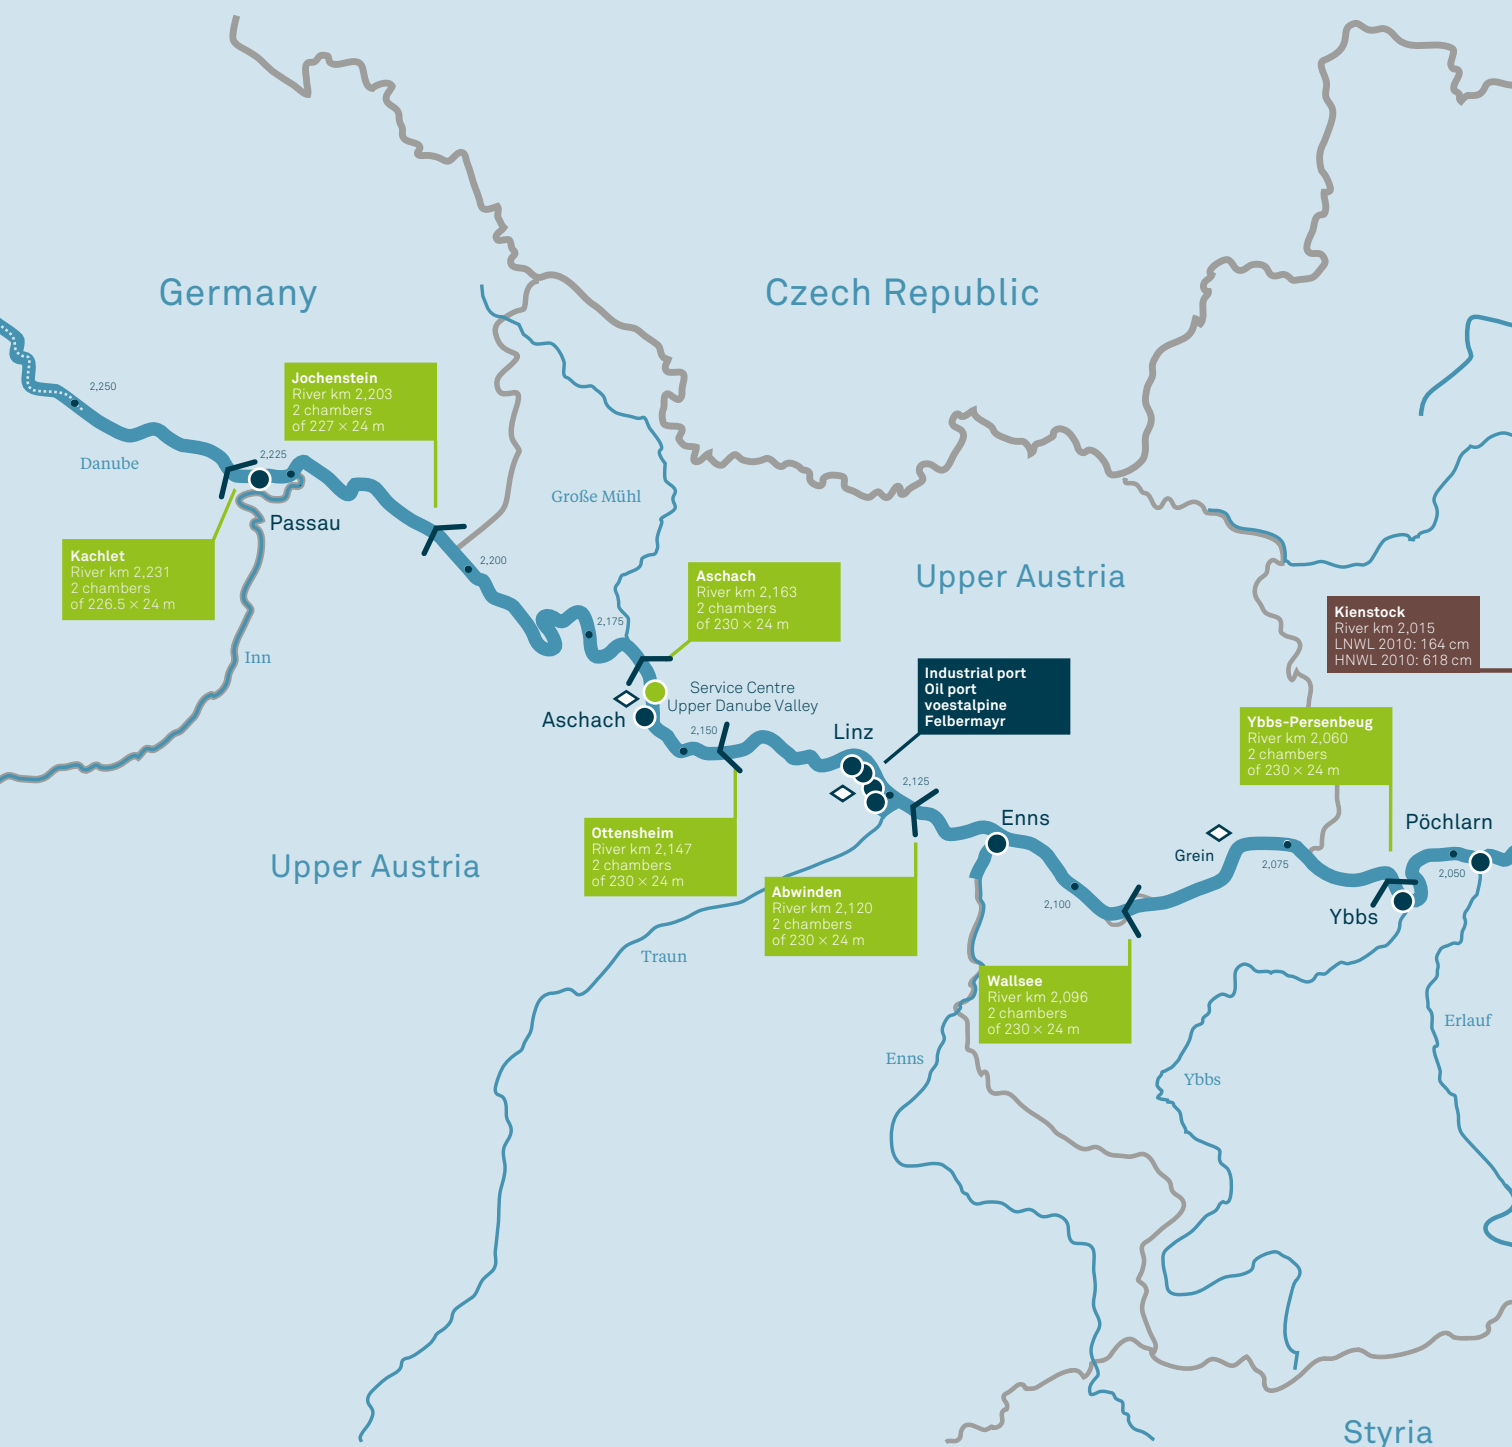 Germany
Czech Republic
Jochenstein
River km 2,203
2 chambers
of 227 × 24 m
2,250
Danube
2,225
Passau
Große Mühl
Kachlet
River km 2,231
2 chambers
of 226.5 × 24 m
2,200
Aschach
River km 2,163
2 chambers
of 230 × 24 m
Upper Austria
Kienstock
River km 2,015
LNWL 2010: 164 cm
HNWL 2010: 618 cm
2,175
Inn
Service Centre
Upper Danube Valley
Industrial port
Oil port
voestalpine
Felbermayr
Aschach
2,150
Linz
Ybbs-Persenbeug
River km 2,060
2 chambers
of 230 × 24 m
2,125
Enns
Pöchlarn
Ottensheim
River km 2,147
2 chambers
of 230 × 24 m
Upper Austria
Grein
2,075
2,050
Abwinden
River km 2,120
2 chambers
of 230 × 24 m
2,100
Ybbs
Traun
Wallsee
River km 2,096
2 chambers
of 230 × 24 m
Erlauf
Enns
Ybbs
Styria